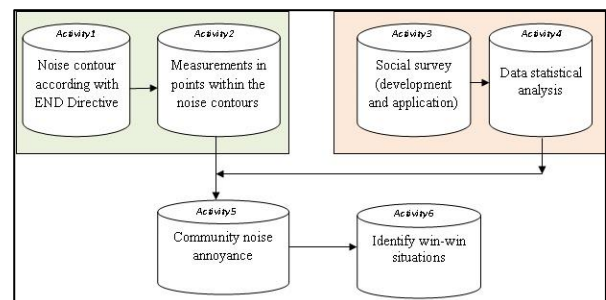 Activity1
Noise contour
according with
END Directive
Activity2
Measurements in
points within the
noise contours
Activity3
Social survey
(development
and application)
Activity4
Data statistical
analysis
Activity5
Community noise
annoyance
Activity6
Identify win-win
situations